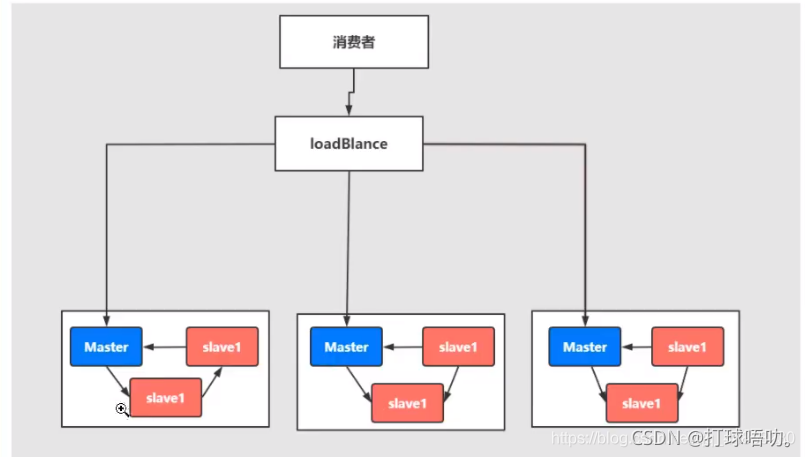 消费者
loadBlance
Master
slave1
slave1
Master
slave1
slave1
Master
slave1
slave1
https://blog.
CSDN @打球唔叻。